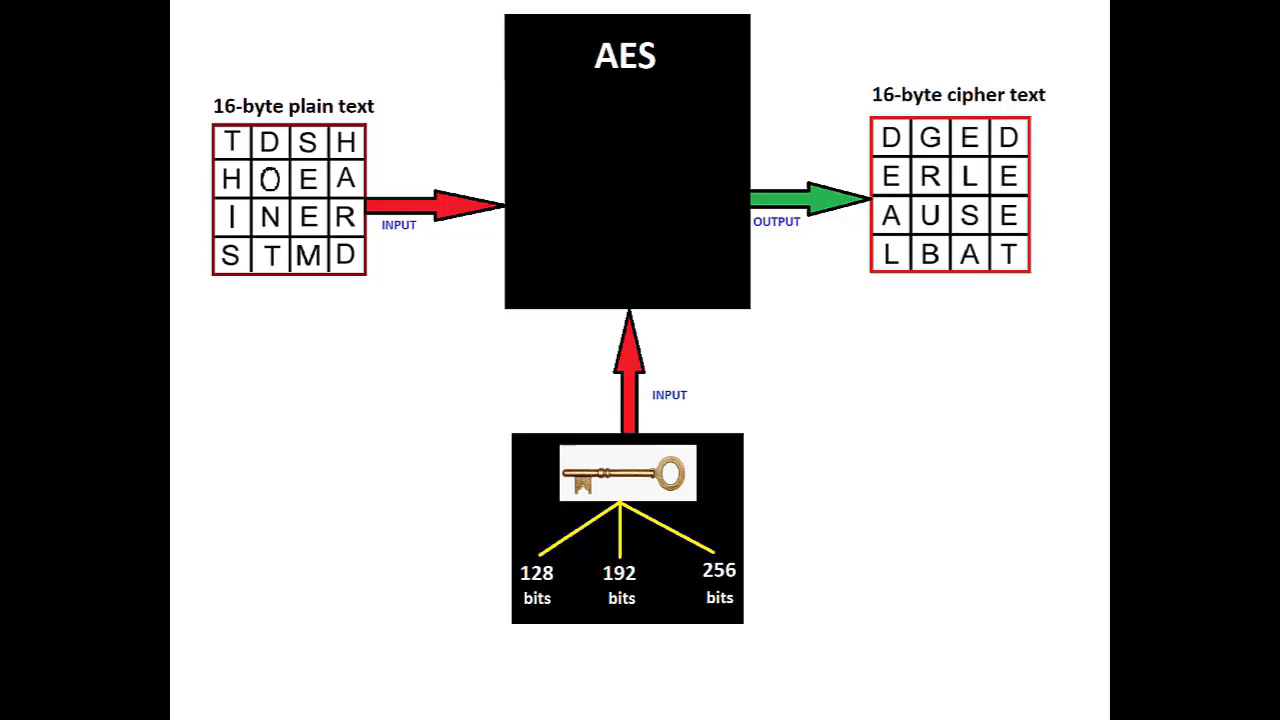 AES
16-byte plain text
T D S H
H O E A
I N E R
S T M D
INPUT
16-byte cipher text
D G E D
E R L E
A U S E
L B A T
OUTPUT
INPUT
128 bits
192 bits
256 bits